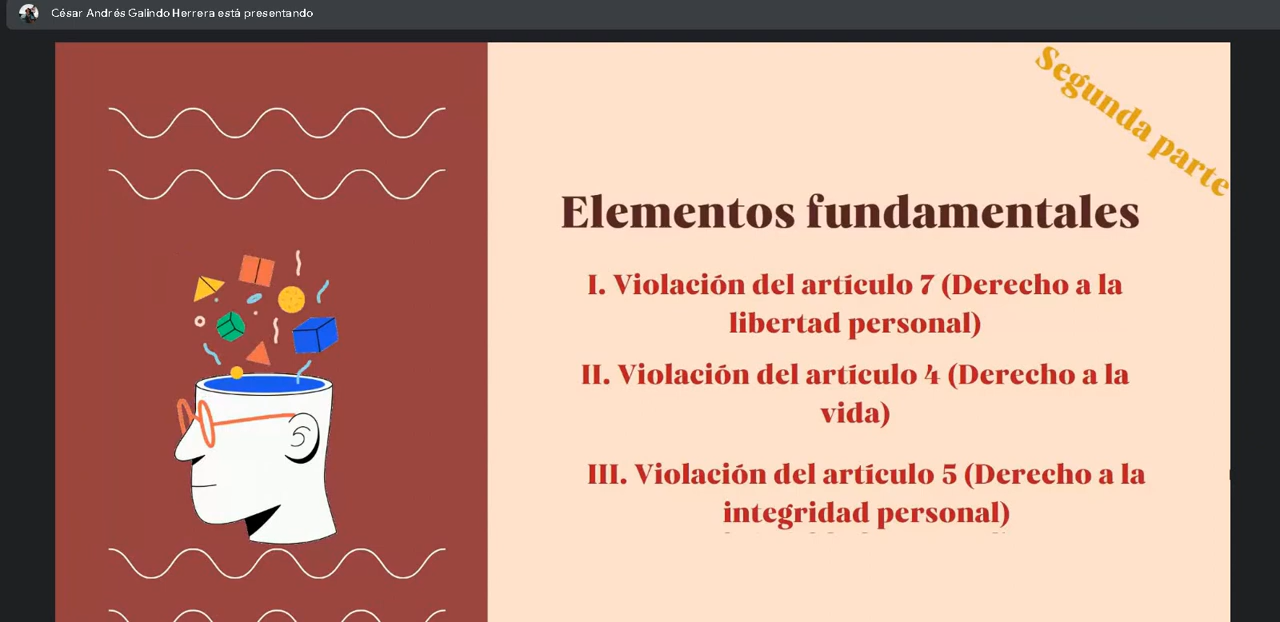 César Andrés Galindo Herrera está presentando
Segunda parte
Elementos fundamentales
I. Violación del artículo 7 (Derecho a la
libertad personal)
II. Violación del artículo 4 (Derecho a la
vida)
III. Violación del artículo 5 (Derecho a la
integridad personal)